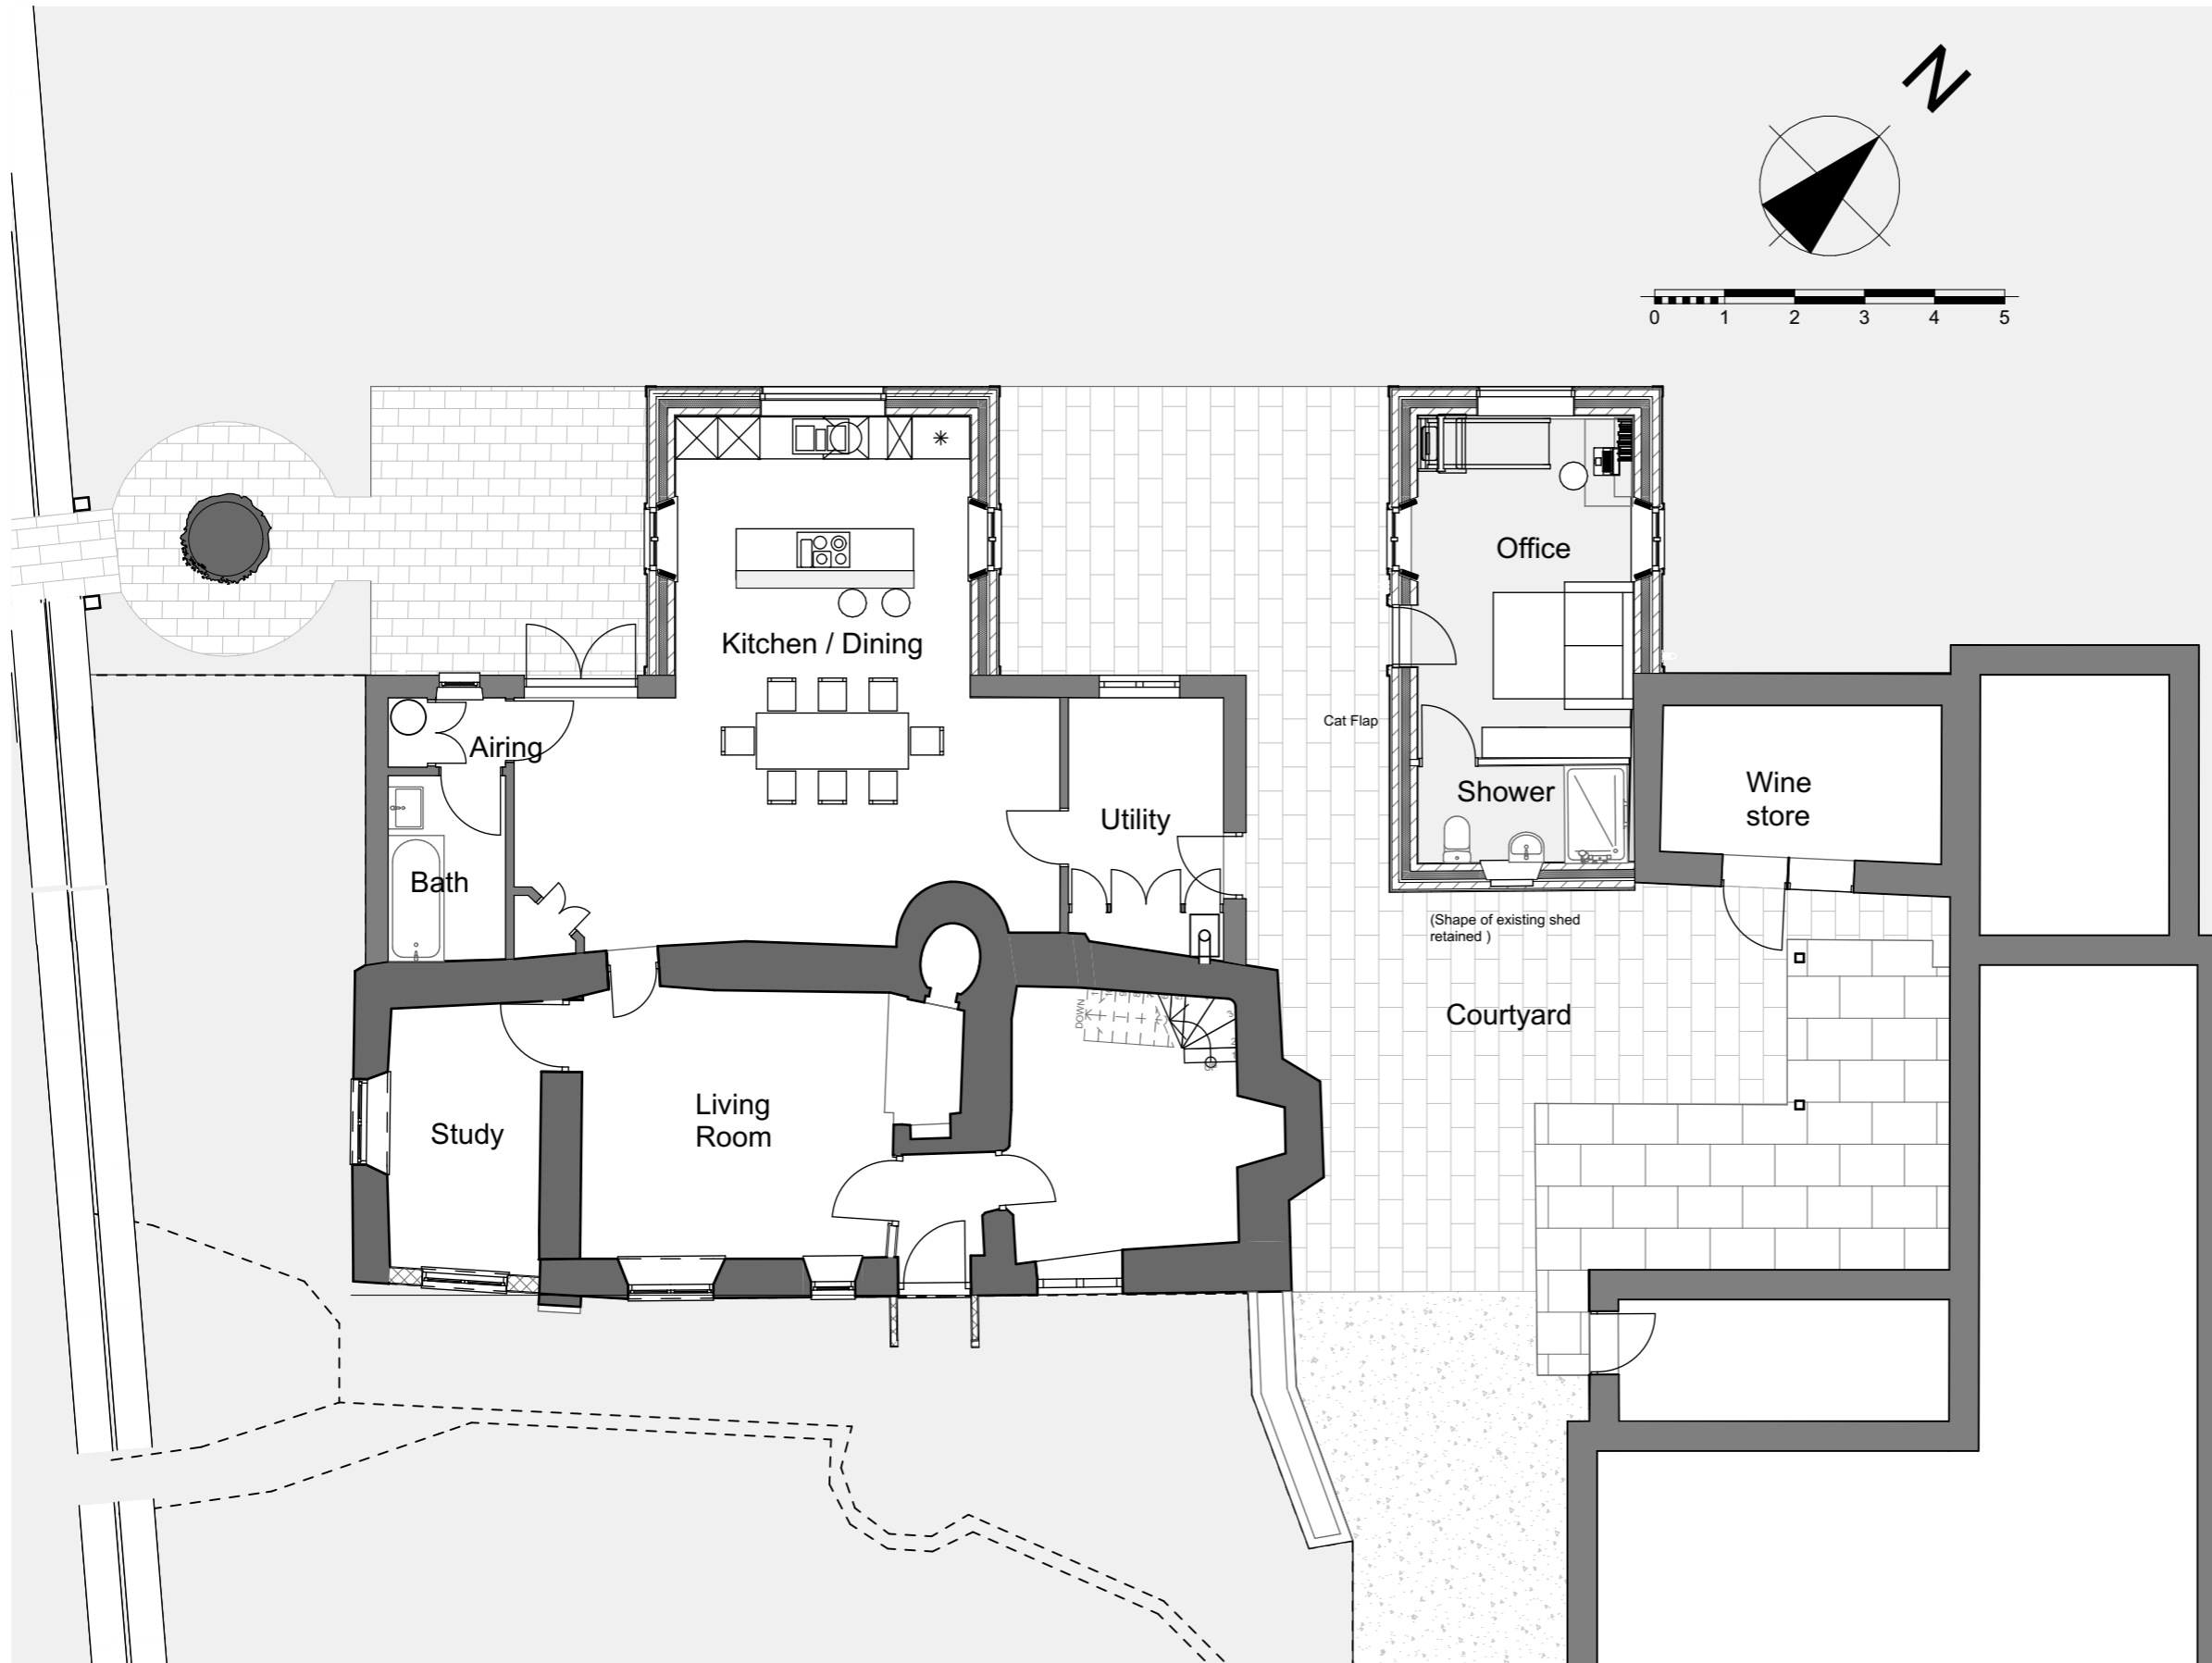 N
0 1 2 3 4 5
Office
Kitchen / Dining
Cat Flap
Airing
Wine
store
Shower
Utility
Bath
(Shape of existing shed
retained )
DOWN
Courtyard
Living
Room
Study